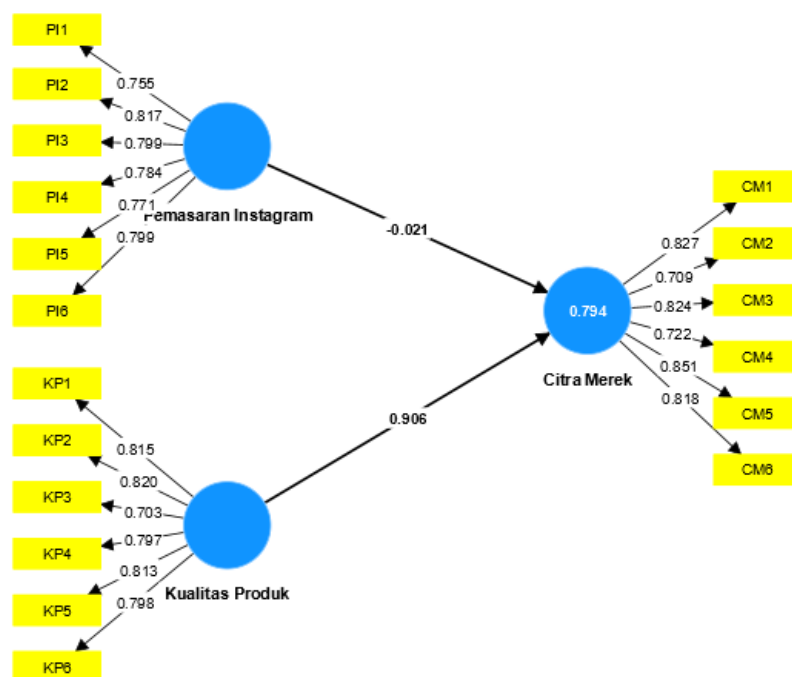 PI1
PI2
PI3
PI4
PI5
PI6
0.755
0.817
0.799
0.784
0.771
0.799
Pemasaran Instagram
-0.021
KP1
KP2
KP3
KP4
KP5
KP6
0.815
0.820
0.703
0.797
0.813
0.798
Kualitas Produk
0.906
0.794
Citra Merek
0.827
0.709
0.824
0.722
0.851
0.818
CM1
CM2
CM3
CM4
CM5
CM6